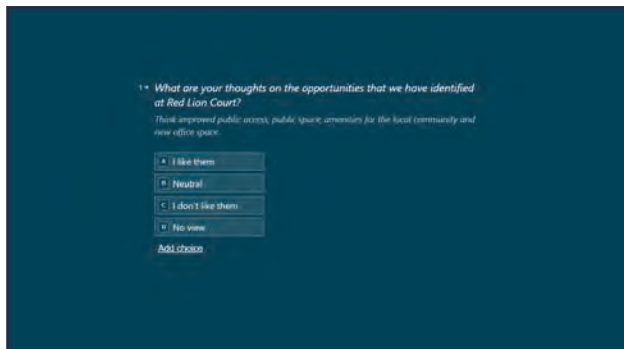 1 What are your thoughts on the opportunities that we have identified
at Red Lion Court?
Think improved public access, public space, amenities for the local community and
new office space.
A I like them
B Neutral
C I don't like them
D No view
Add choice